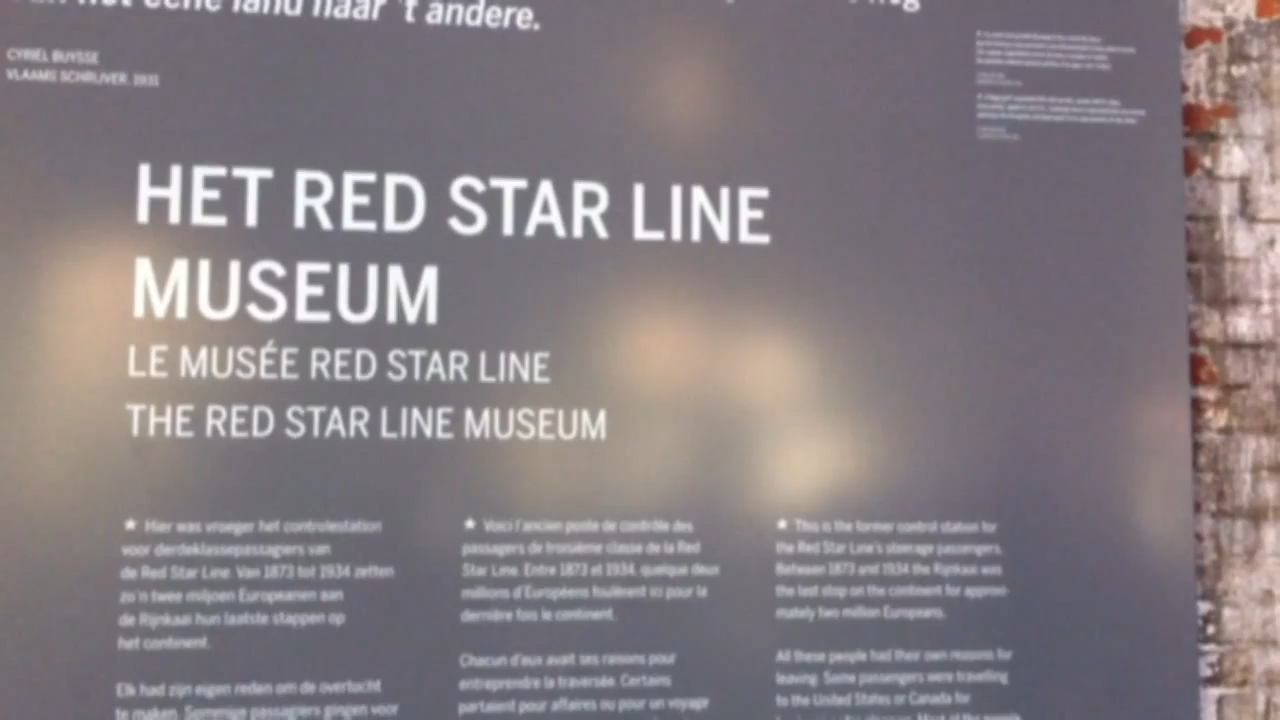 het eene land naar 't andere.
CYRIEL BUYSSE
VLAAMS SCHRIJVER, 1931
HET RED STAR LINE
MUSEUM
LE MUSÉE RED STAR LINE
THE RED STAR LINE MUSEUM
★ Hier was vroeger het controlestation
voor derdeklassepassagiers van
de Red Star Line. Van 1873 tot 1934 zetten
zo'n twee miljoen Europeanen aan
de Rijnkaai hun laatste stappen op
het continent.
Elk had zijn eigen reden om de overtocht
te maken. Sommige passagiers gingen voor
★ Voici l'ancien poste de contrôle des
passagers de troisième classe de la Red
Star Line. Entre 1873 et 1934, quelque deux
millions d'Européens foulèrent ici pour la
dernière fois le continent.
Chacun d'eux avait ses raisons pour
entreprendre la traversée. Certains
partaient pour affaires ou pour un voyage
★ This is the former control station for
the Red Star Line's steerage passengers.
Between 1873 and 1934 the Rijnkaai was
the last stop on the continent for approxi-
mately two million Europeans.
All these people had their own reasons for
leaving. Some passengers were travelling
to the United States or Canada for